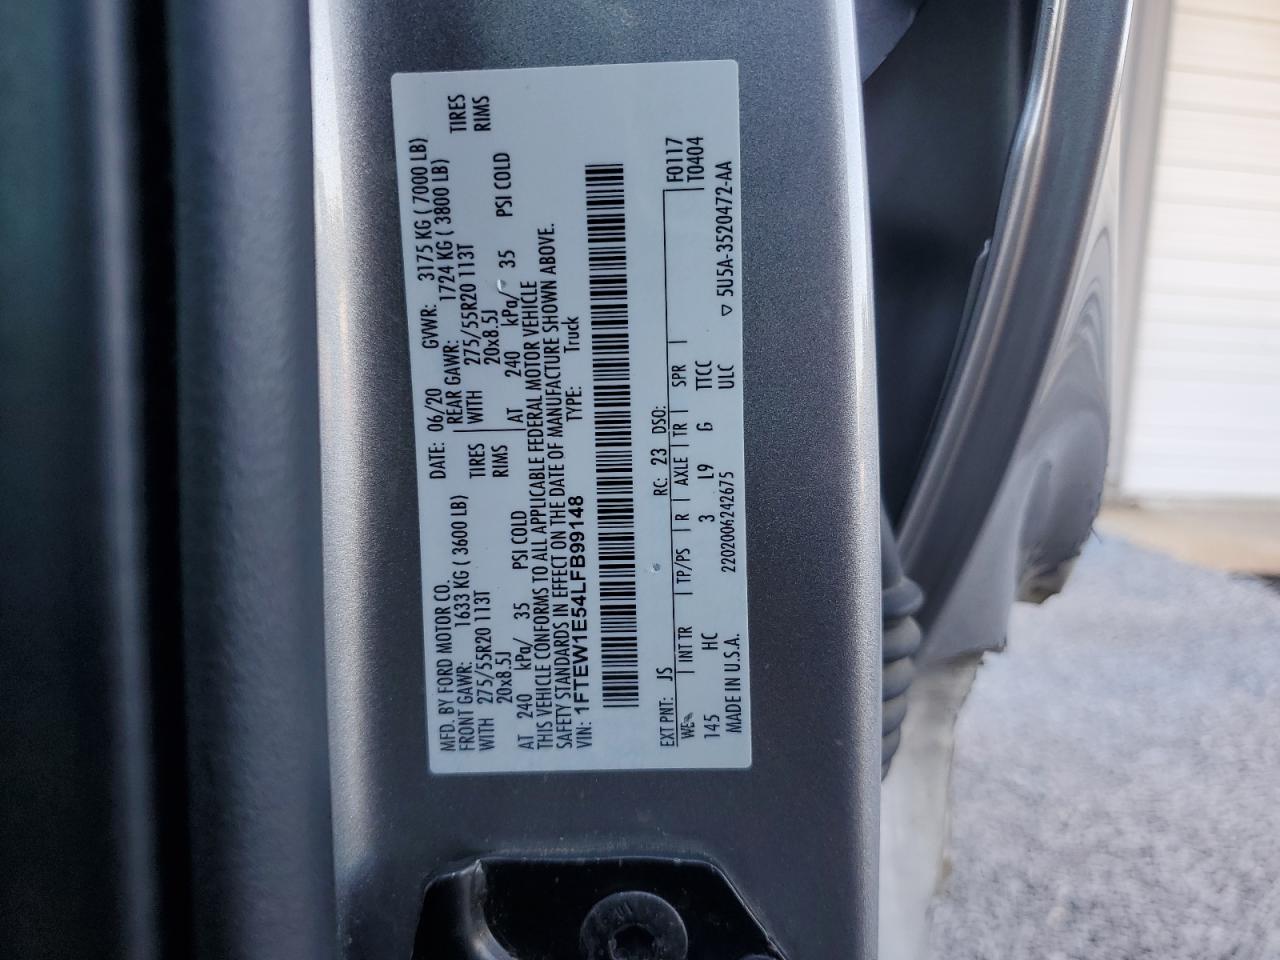 MFD. BY FORD MOTOR CO.
DATE: 06/20 GVWR: 3175 KG ( 7000 LB)
FRONT GAWR: 1633 KG ( 3600 LB) REAR GAWR: 1724 KG ( 3800 LB)
WITH 275/55R20 113T TIRES WITH 275/55R20 113T TIRES
20x8.5J RIMS 20x8.5J RIMS
AT 240 kPa/ 35 PSI COLD AT 240 kPa/ 35 PSI COLD
THIS VEHICLE CONFORMS TO ALL APPLICABLE FEDERAL MOTOR VEHICLE
SAFETY STANDARDS IN EFFECT ON THE DATE OF MANUFACTURE SHOWN ABOVE.
VIN: 1FTEW1E54LFB99148 TYPE: Truck
EXT PNT: JS RC: 23 DSO: F0117
WB INT TR TP/PS R AXLE TR SPR T0404
145 HC 3 L9 G TTCC
MADE IN U.S.A. 2202006242675 ULC ▽ 5U5A-3520472-AA